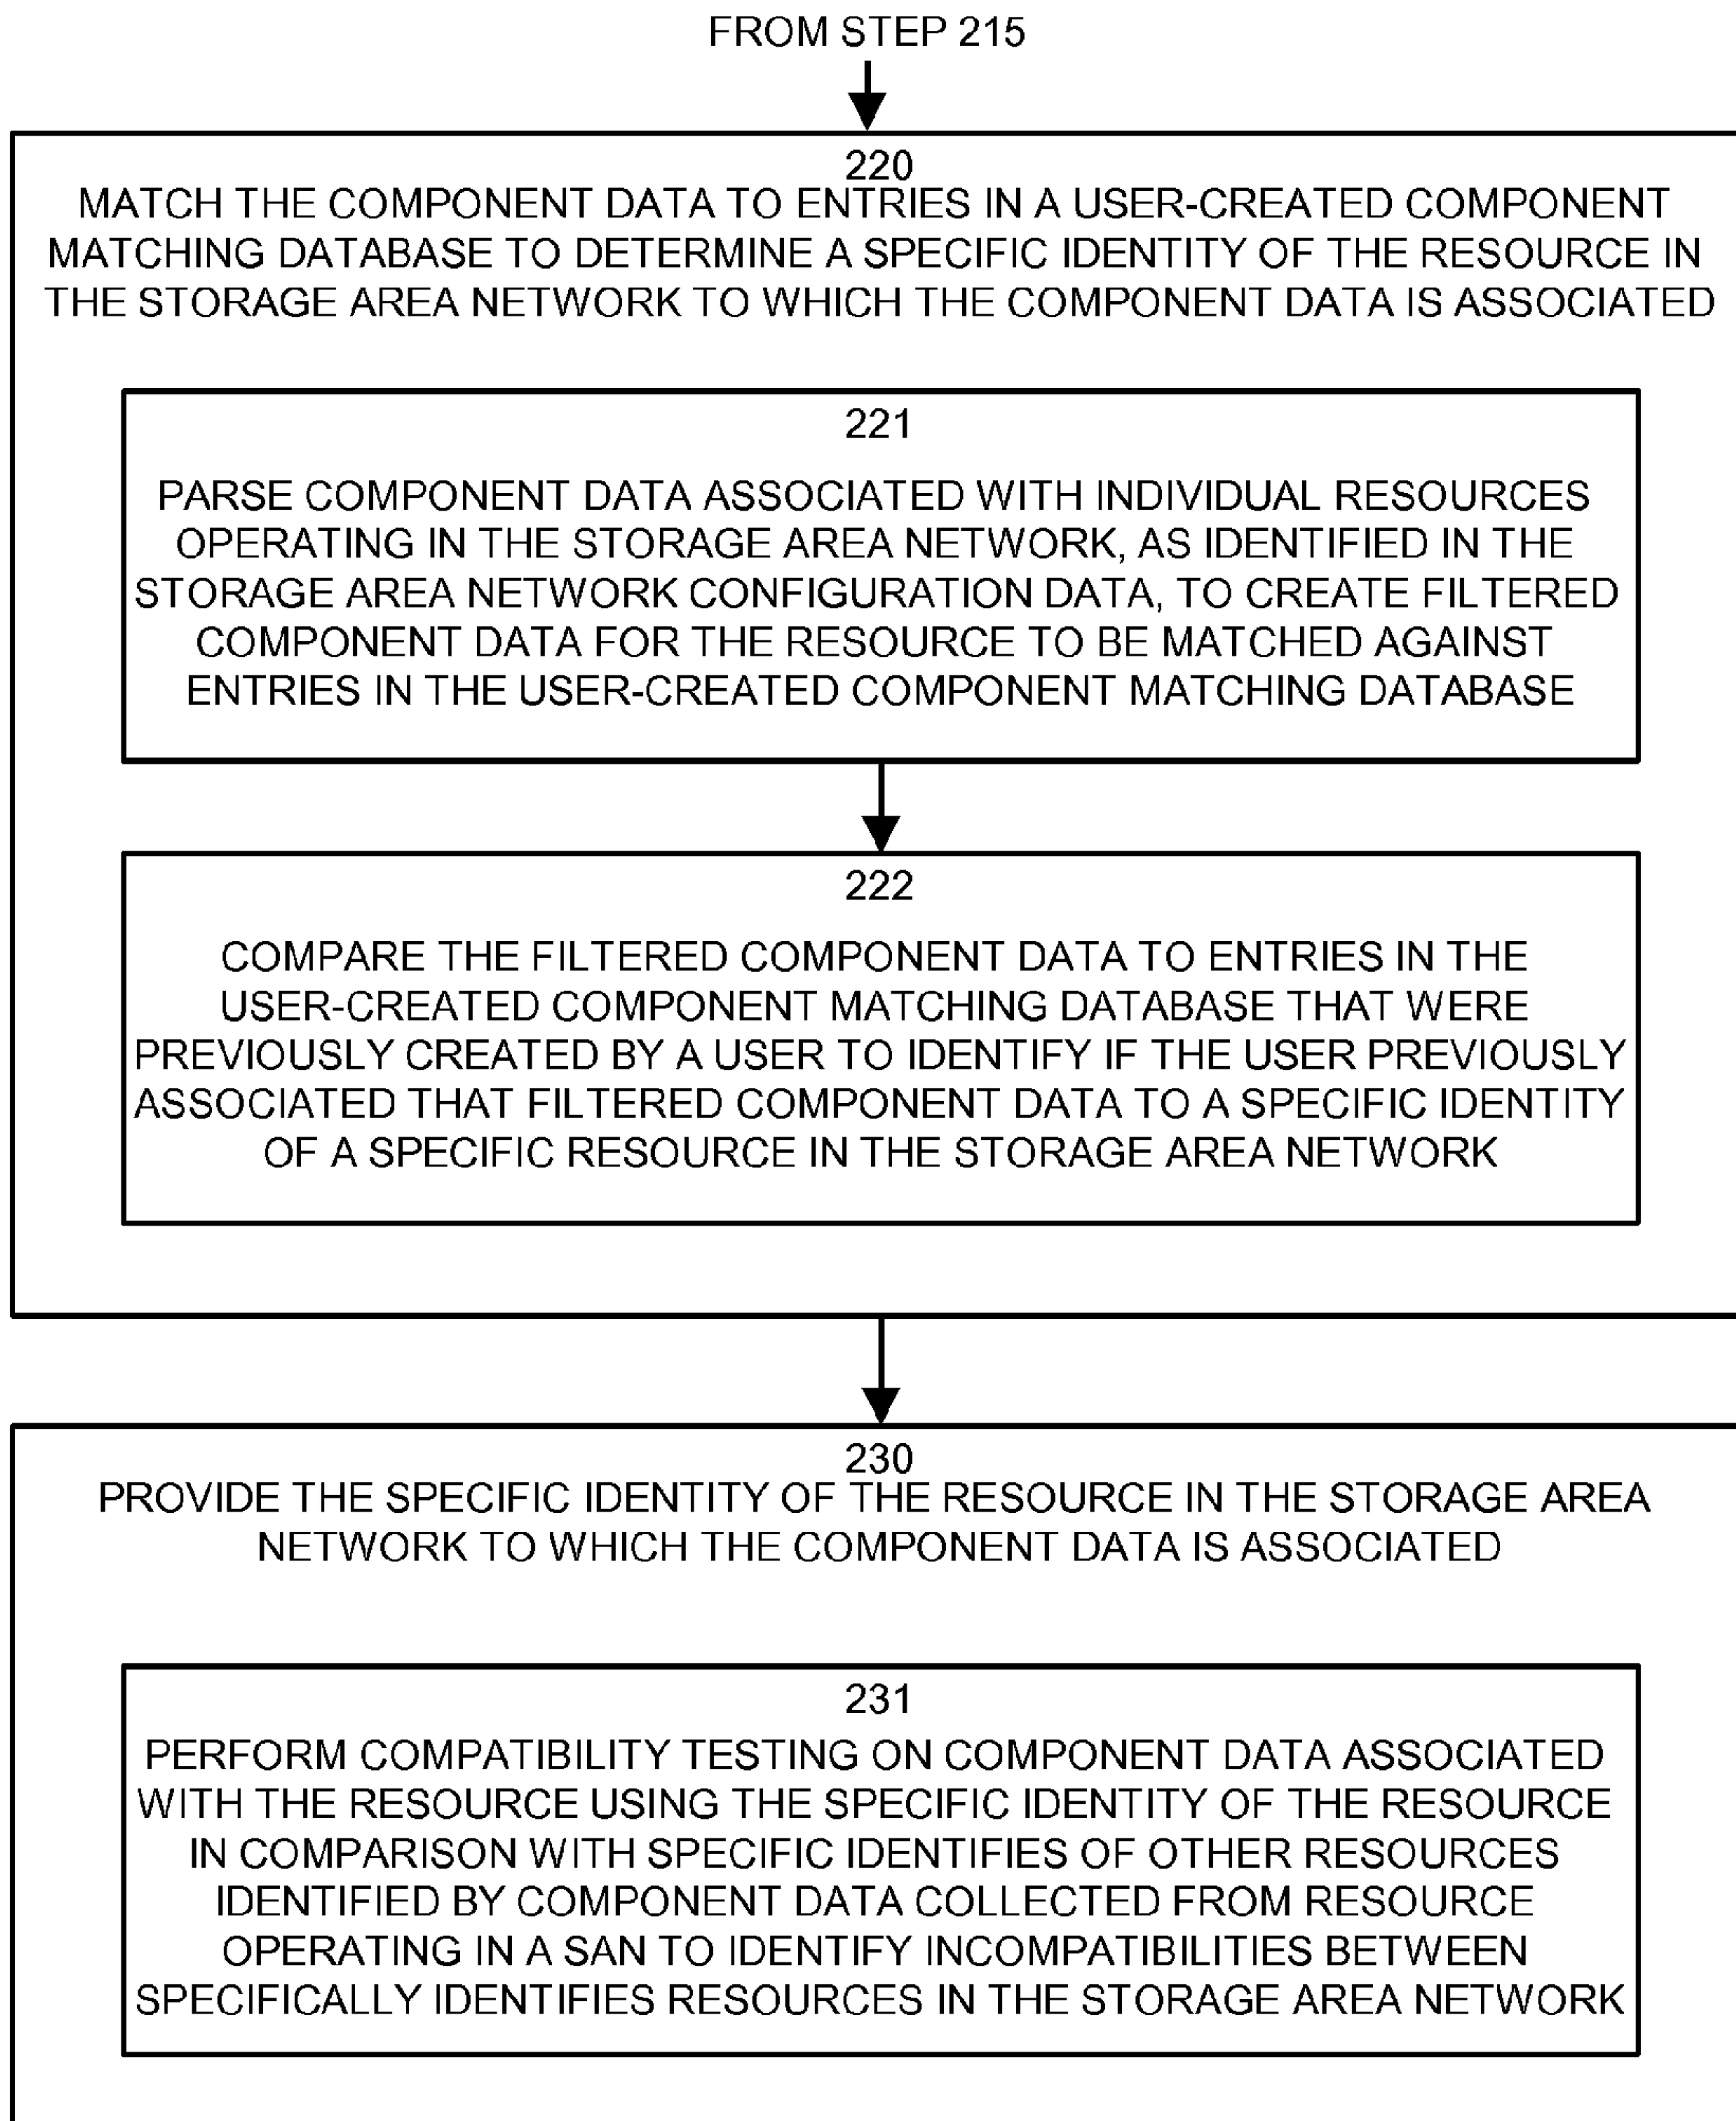 FROM STEP 215
220
MATCH THE COMPONENT DATA TO ENTRIES IN A USER-CREATED COMPONENT
MATCHING DATABASE TO DETERMINE A SPECIFIC IDENTITY OF THE RESOURCE IN
THE STORAGE AREA NETWORK TO WHICH THE COMPONENT DATA IS ASSOCIATED
221
PARSE COMPONENT DATA ASSOCIATED WITH INDIVIDUAL RESOURCES
OPERATING IN THE STORAGE AREA NETWORK, AS IDENTIFIED IN THE
STORAGE AREA NETWORK CONFIGURATION DATA, TO CREATE FILTERED
COMPONENT DATA FOR THE RESOURCE TO BE MATCHED AGAINST
ENTRIES IN THE USER-CREATED COMPONENT MATCHING DATABASE
222
COMPARE THE FILTERED COMPONENT DATA TO ENTRIES IN THE
USER-CREATED COMPONENT MATCHING DATABASE THAT WERE
PREVIOUSLY CREATED BY A USER TO IDENTIFY IF THE USER PREVIOUSLY
ASSOCIATED THAT FILTERED COMPONENT DATA TO A SPECIFIC IDENTITY
OF A SPECIFIC RESOURCE IN THE STORAGE AREA NETWORK
230
PROVIDE THE SPECIFIC IDENTITY OF THE RESOURCE IN THE STORAGE AREA
NETWORK TO WHICH THE COMPONENT DATA IS ASSOCIATED
231
PERFORM COMPATIBILITY TESTING ON COMPONENT DATA ASSOCIATED
WITH THE RESOURCE USING THE SPECIFIC IDENTITY OF THE RESOURCE
IN COMPARISON WITH SPECIFIC IDENTIFIES OF OTHER RESOURCES
IDENTIFIED BY COMPONENT DATA COLLECTED FROM RESOURCE
OPERATING IN A SAN TO IDENTIFY INCOMPATIBILITIES BETWEEN
SPECIFICALLY IDENTIFIES RESOURCES IN THE STORAGE AREA NETWORK